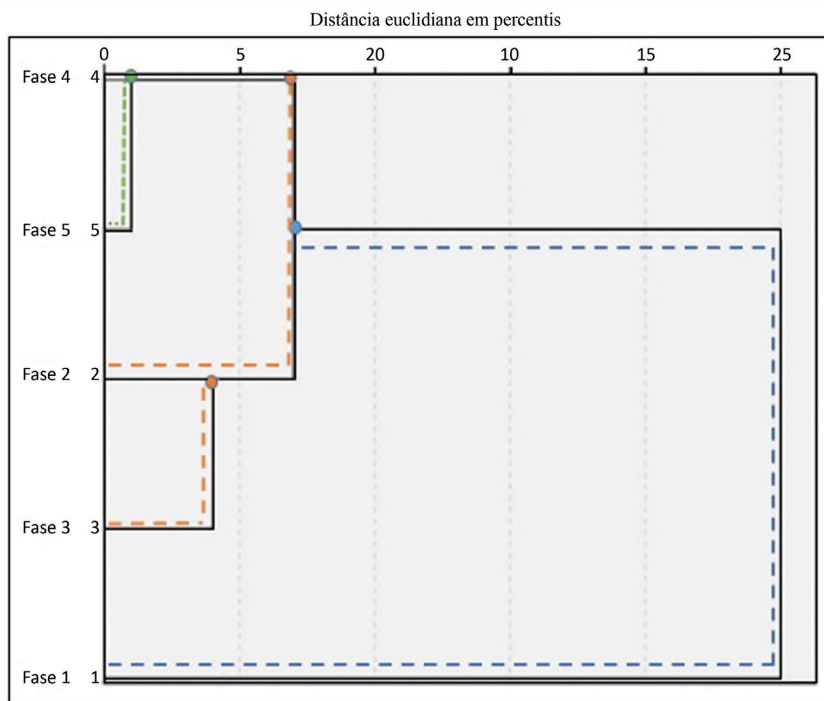 Distância euclidiana em percentis
0 5 20 10 15 25
Fase 4 4
Fase 5 5
Fase 2 2
Fase 3 3
Fase 1 1